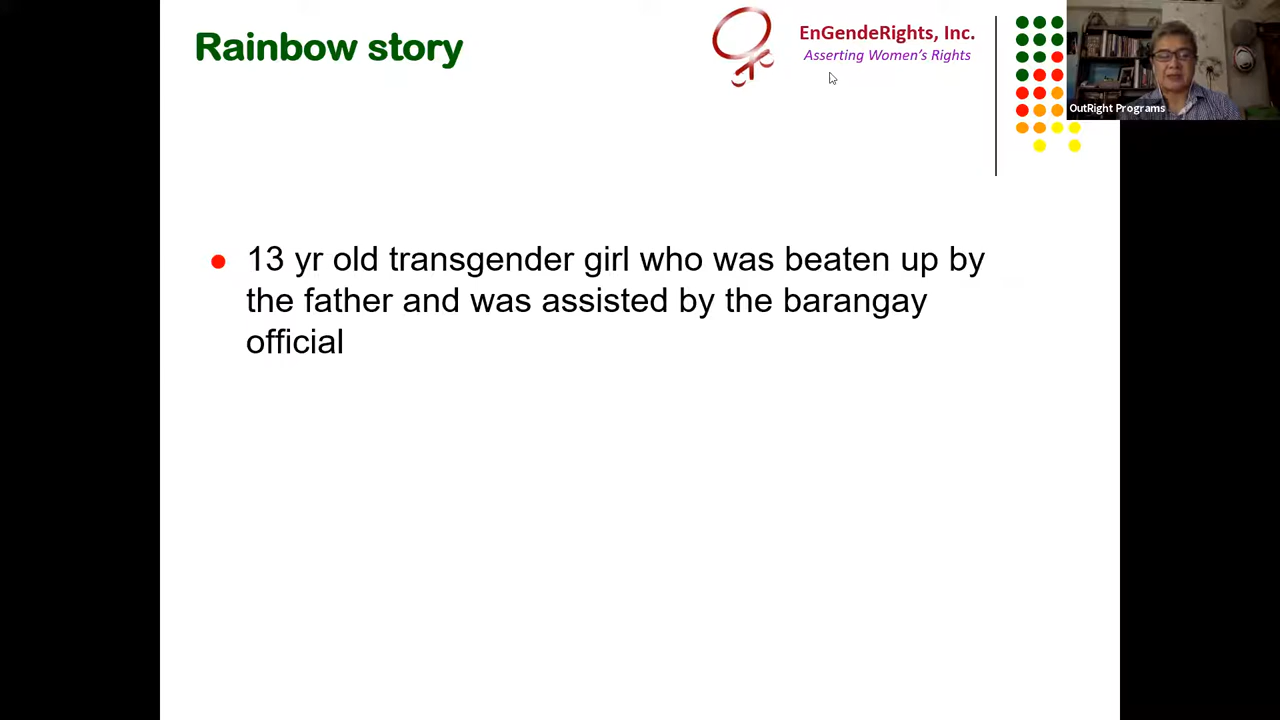 Rainbow story
EnGendeRights, Inc.
Asserting Women's Rights
OutRight Programs
13 yr old transgender girl who was beaten up by
the father and was assisted by the barangay
official